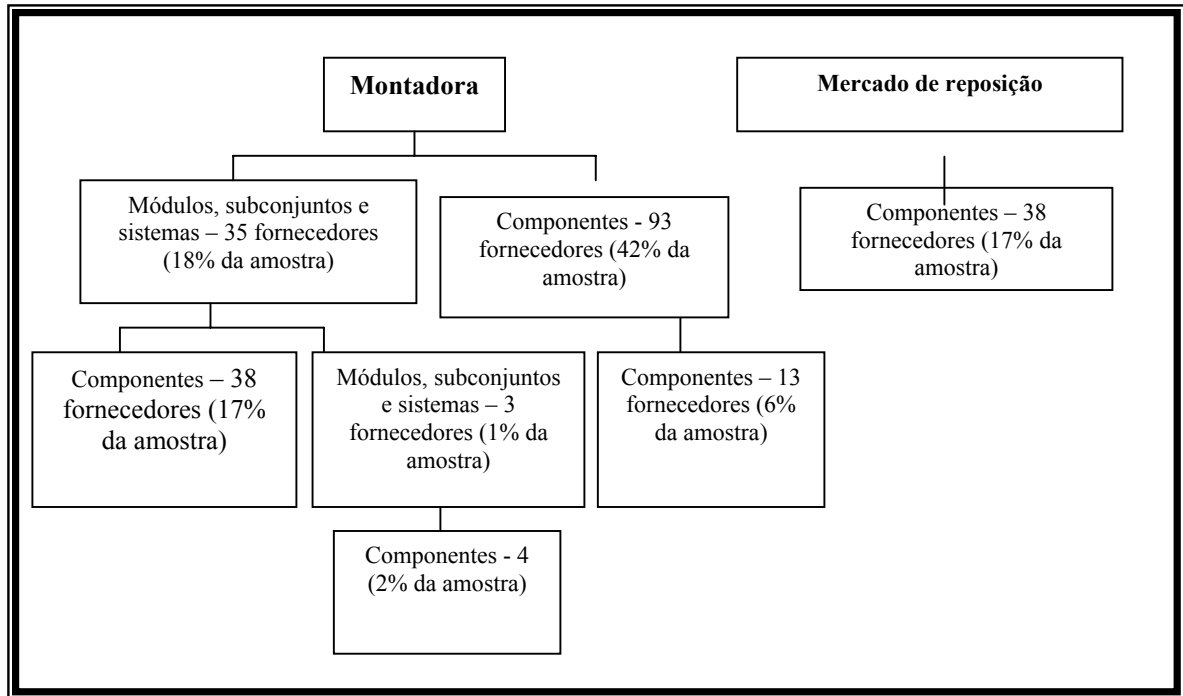 Montadora
Mercado de reposição
Módulos, subconjuntos e
sistemas – 35 fornecedores
(18% da amostra)
Componentes - 93
fornecedores (42% da
amostra)
Componentes – 38
fornecedores (17% da
amostra)
Componentes – 38
fornecedores (17%
da amostra)
Módulos, subconjuntos
e sistemas – 3
fornecedores (1% da
amostra)
Componentes – 13
fornecedores (6%
da amostra)
Componentes - 4
(2% da amostra)